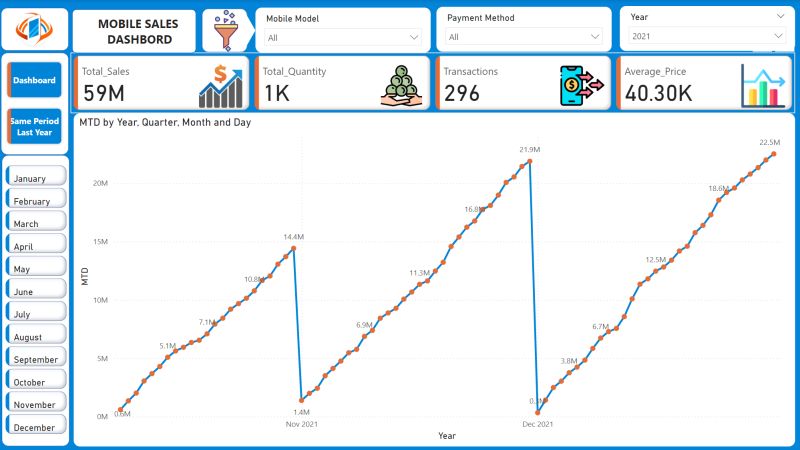 MOBILE SALES
DASHBORD
Mobile Model
All
Payment Method
All
Year
2021
Dashboard
Same Period
Last Year
Total_Sales
59M
Total_Quantity
1K
Transactions
296
Average_Price
40.30K
January
February
March
April
May
June
July
August
September
October
November
December
MTD by Year, Quarter, Month and Day
MTD
20M
15M
10M
5M
0M
0.6M
5.1M
7.1M
10.8M
14.4M
1.4M
6.9M
11.3M
16.8M
21.9M
3.8M
6.7M
12.5M
18.6M
22.5M
Nov 2021
Dec 2021
Year